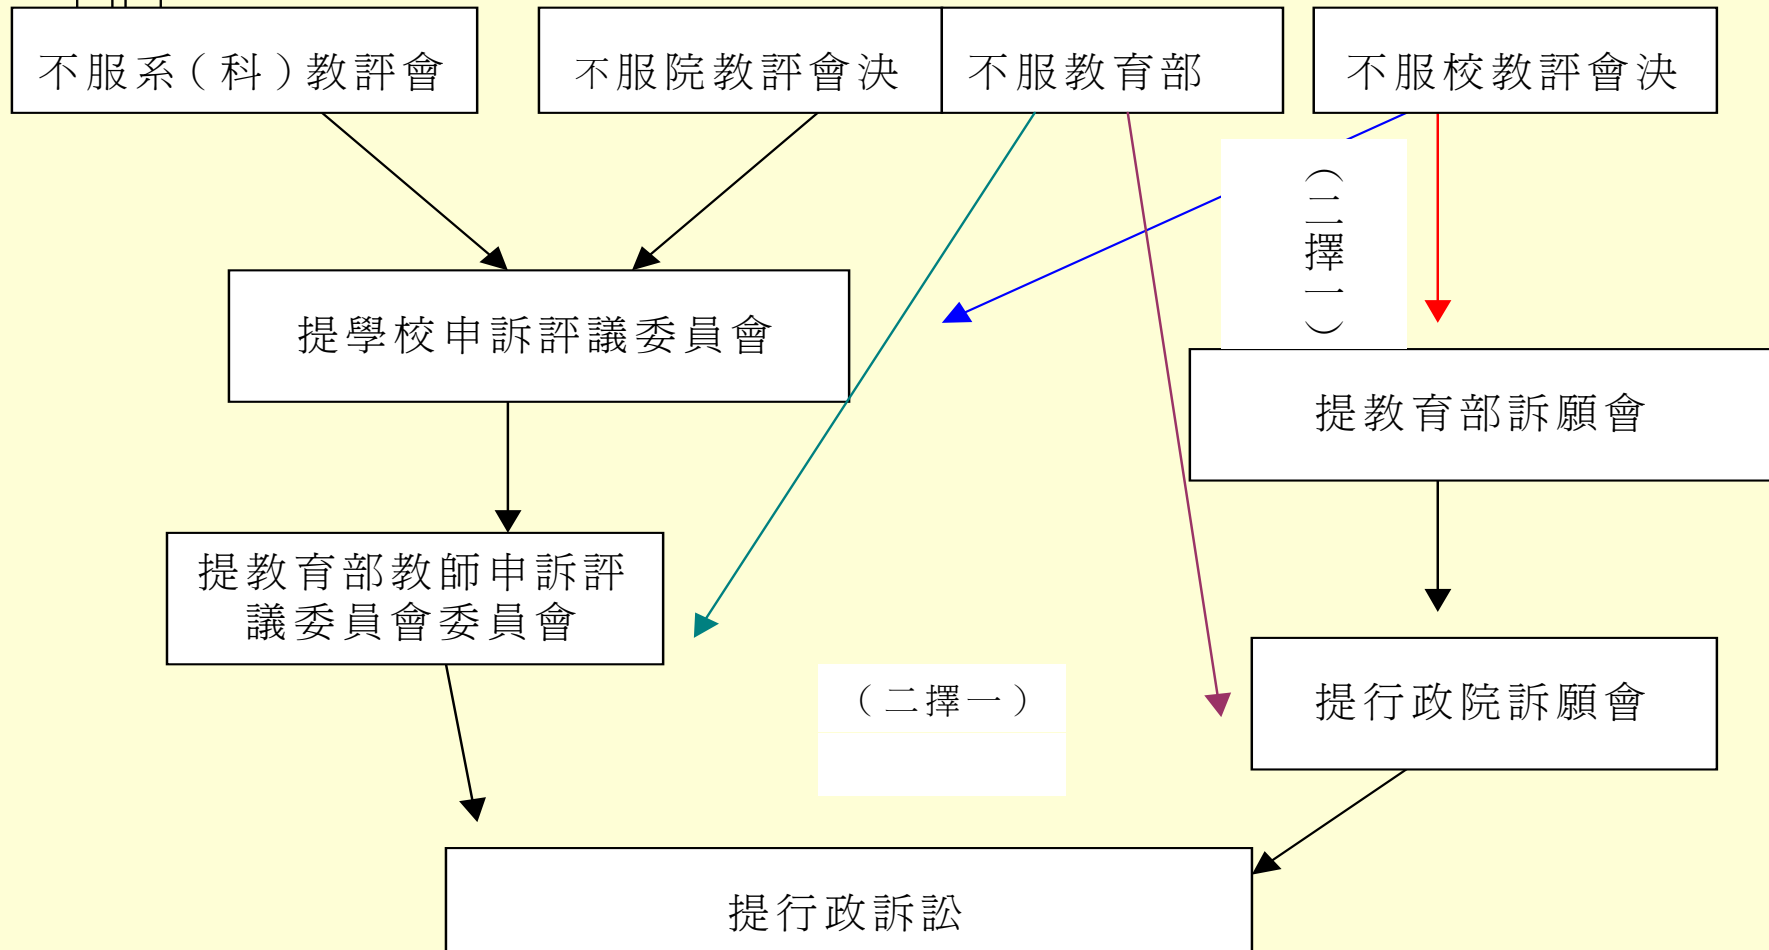 不服系（科）教評會
不服院教評會決
不服教育部
不服校教評會決
（二擇一）
提學校申訴評議委員會
提教育部訴願會
提教育部教師申訴評
議委員會委員會
（二擇一）
提行政院訴願會
提行政訴訟